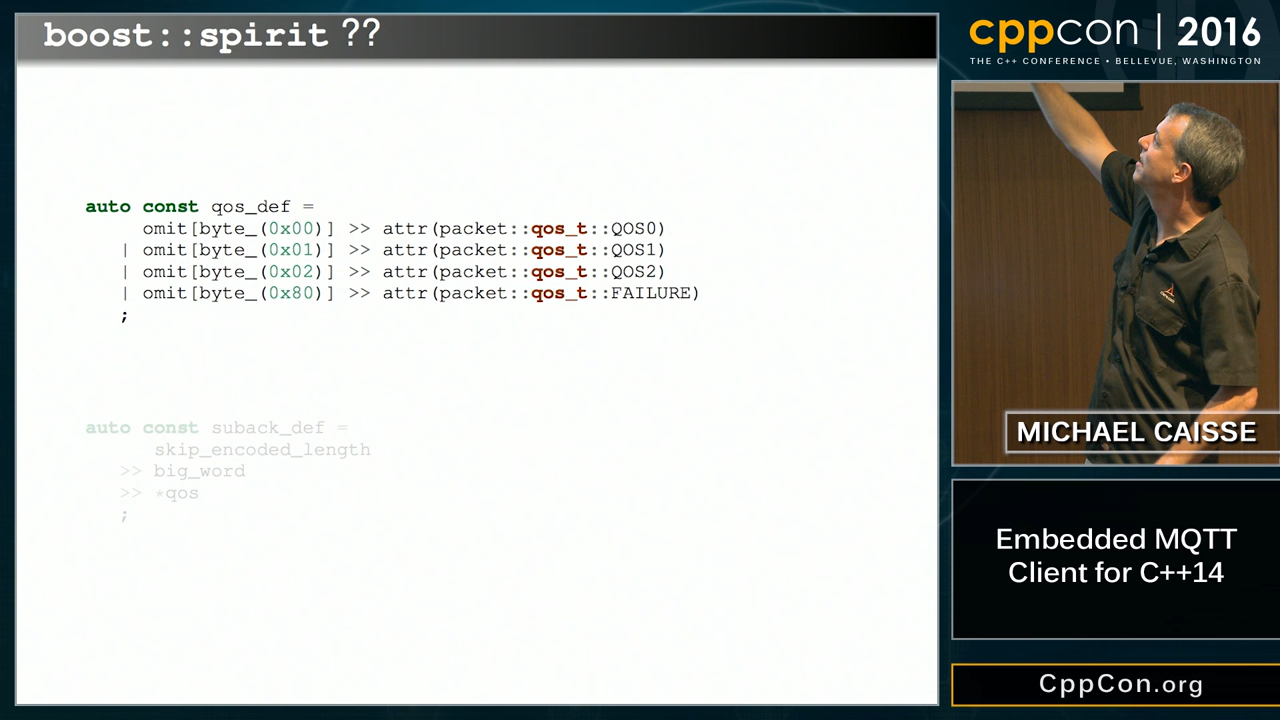 boost::spirit ??
auto const qos_def =
omit[byte_(0x00)] >> attr(packet::qos_t::QOS0)
| omit[byte_(0x01)] >> attr(packet::qos_t::QOS1)
| omit[byte_(0x02)] >> attr(packet::qos_t::QOS2)
| omit[byte_(0x80)] >> attr(packet::qos_t::FAILURE)
;
auto const suback_def =
skip_encoded_length
>> big_word
>> *qos
;
cppcon | 2016
THE C++ CONFERENCE • BELLEVUE, WASHINGTON
MICHAEL CAISSE
Embedded MQTT
Client for C++14
CppCon.org